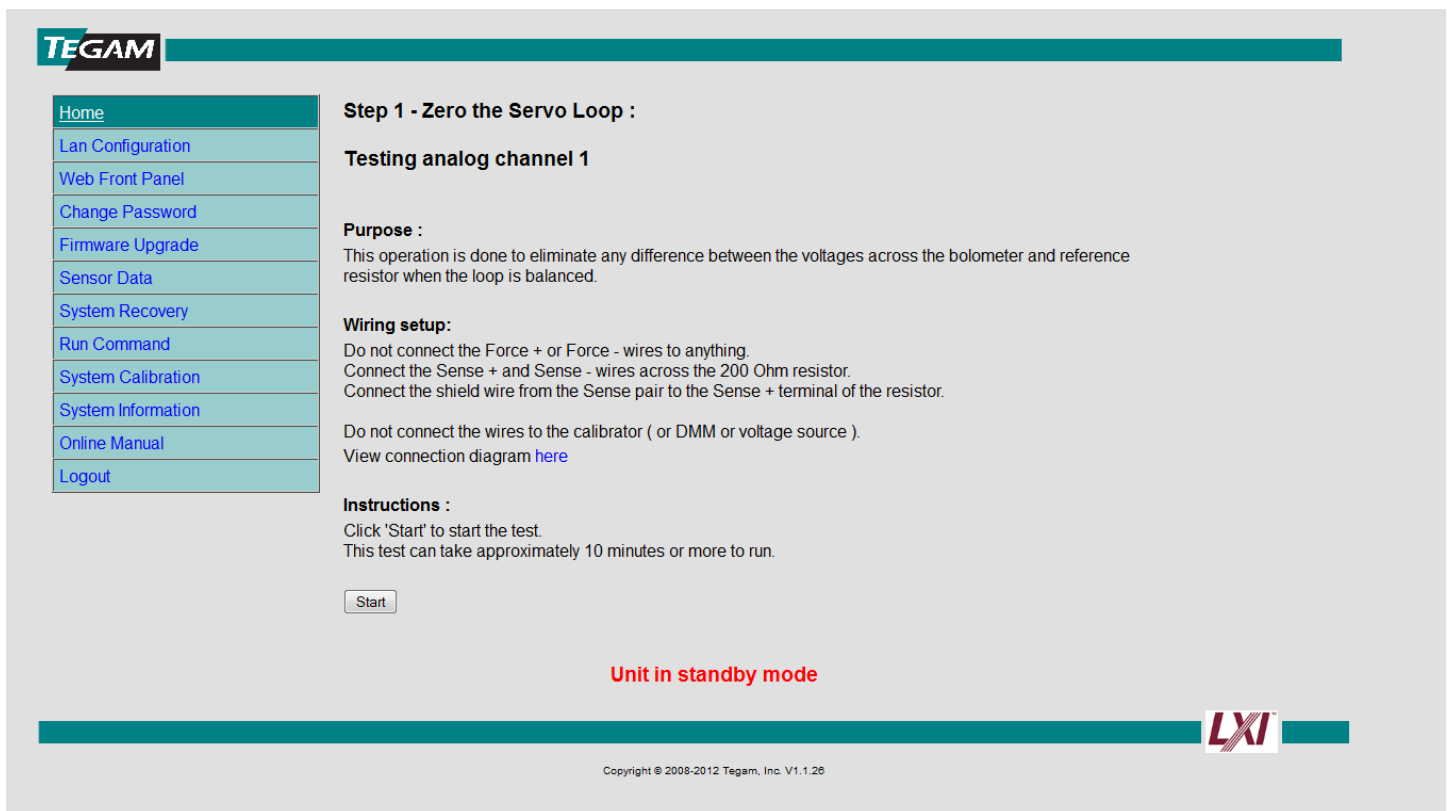 TEGAM
Home
Lan Configuration
Web Front Panel
Change Password
Firmware Upgrade
Sensor Data
System Recovery
Run Command
System Calibration
System Information
Online Manual
Logout
Step 1 - Zero the Servo Loop :
Testing analog channel 1
Purpose :
This operation is done to eliminate any difference between the voltages across the bolometer and reference
resistor when the loop is balanced.
Wiring setup:
Do not connect the Force + or Force - wires to anything.
Connect the Sense + and Sense - wires across the 200 Ohm resistor.
Connect the shield wire from the Sense pair to the Sense + terminal of the resistor.
Do not connect the wires to the calibrator ( or DMM or voltage source ).
View connection diagram here
Instructions :
Click 'Start' to start the test.
This test can take approximately 10 minutes or more to run.
Start
Unit in standby mode
LXI™
Copyright © 2008-2012 Tegam, Inc. V1.1.26